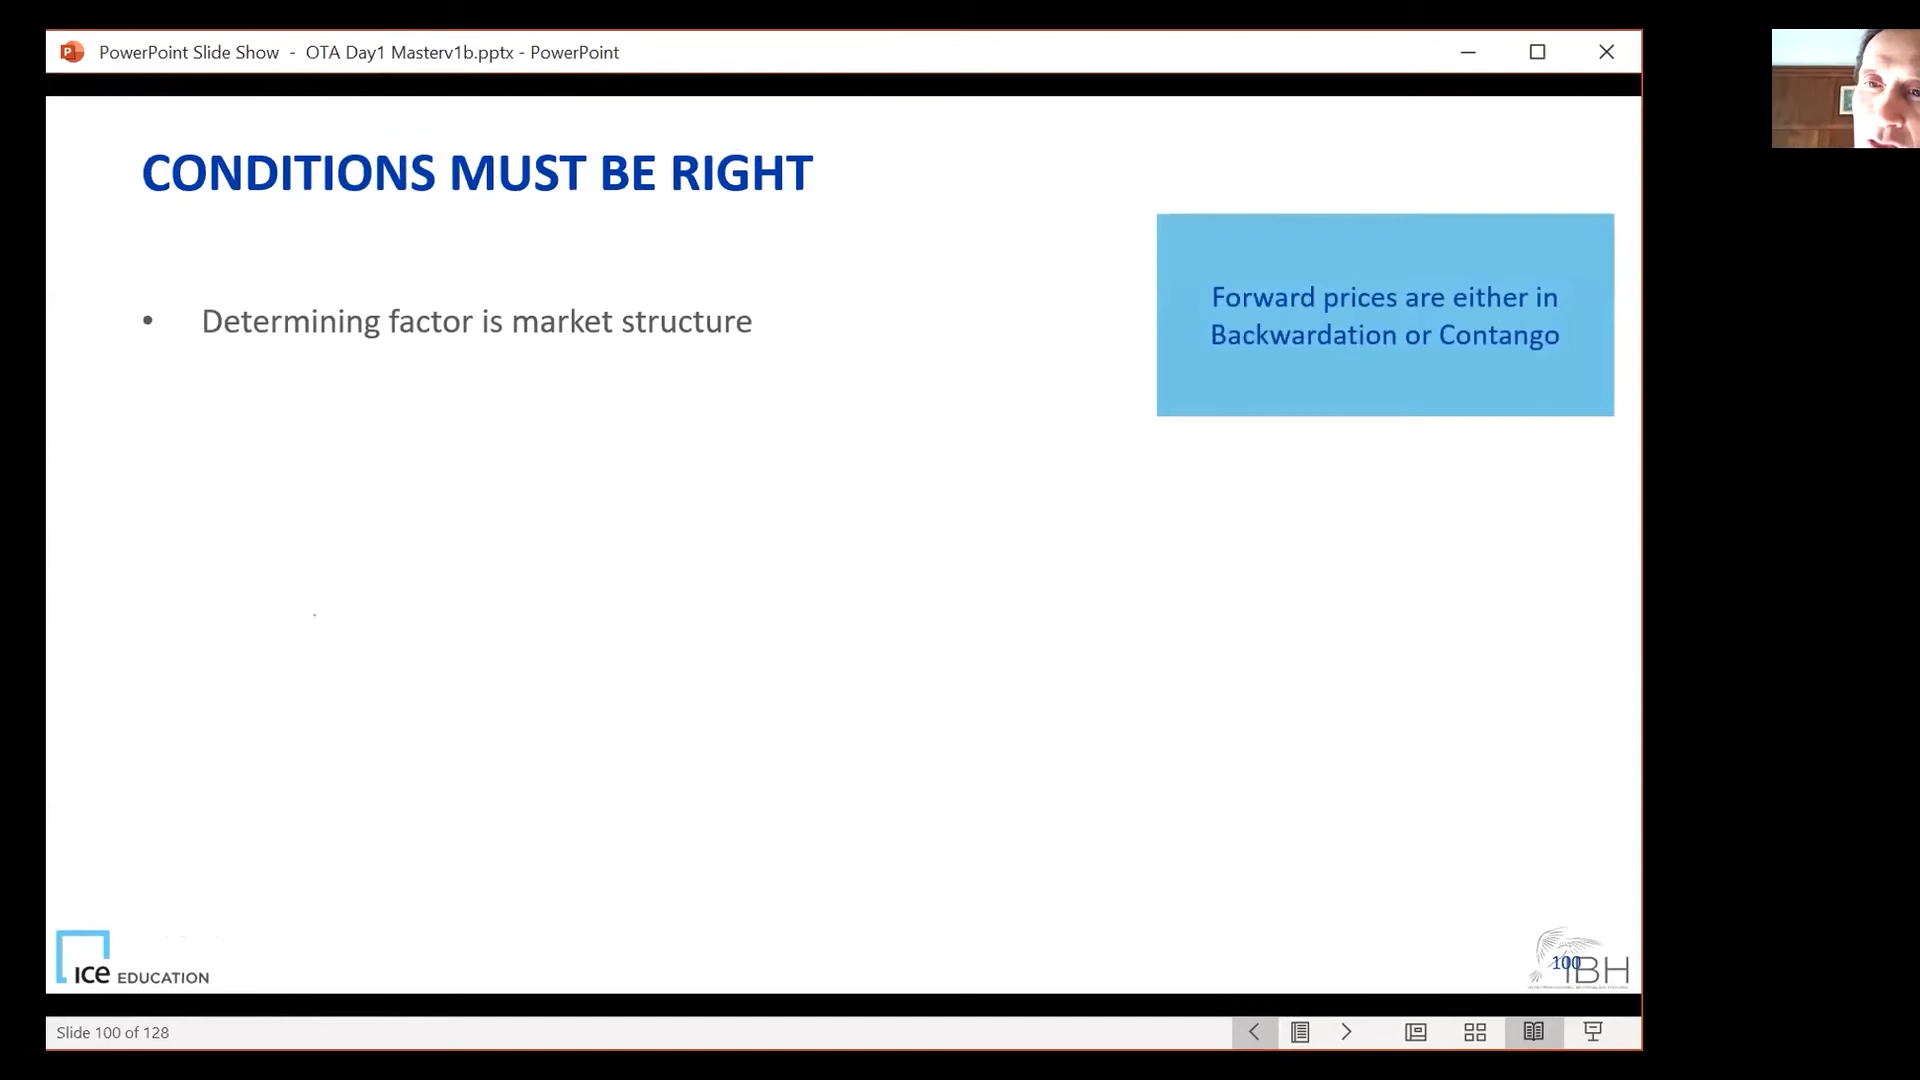 PowerPoint Slide Show - OTA Day1 Masterv1b.pptx - PowerPoint
CONDITIONS MUST BE RIGHT
• Determining factor is market structure
Forward prices are either in
Backwardation or Contango
ice EDUCATION
100
IBH
Slide 100 of 128